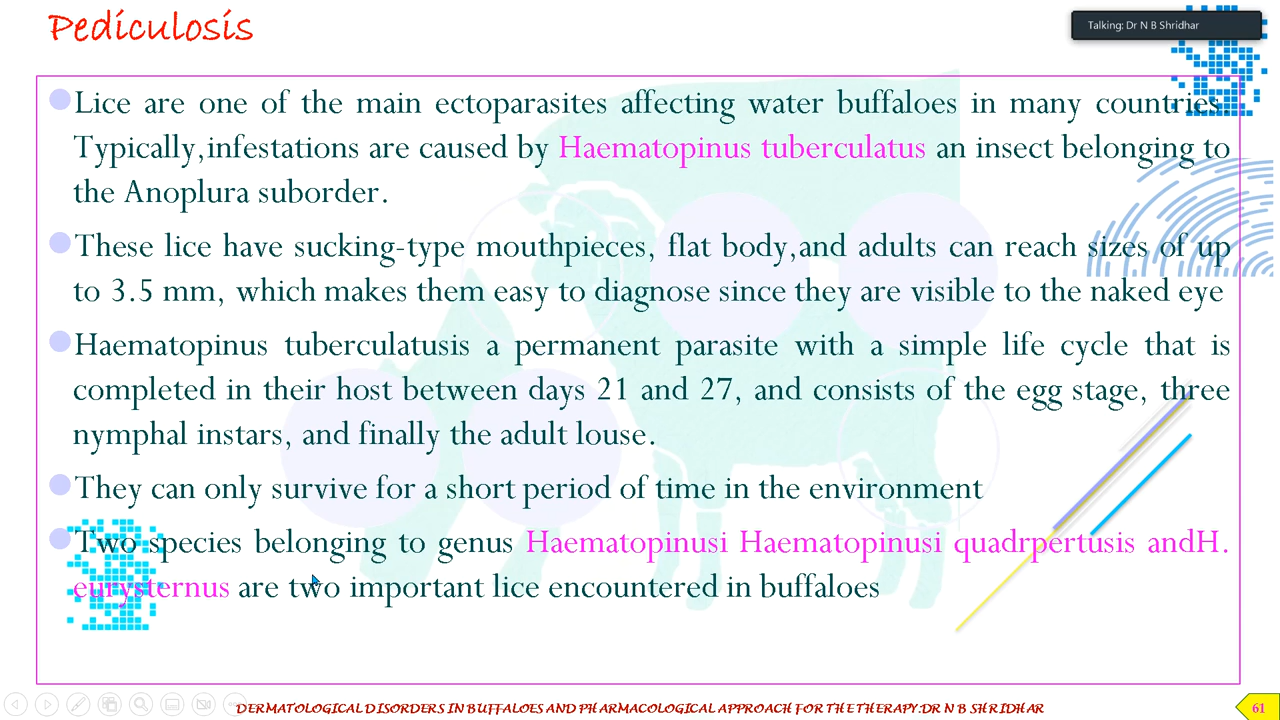 Pediculosis
Talking: Dr N B Shridhar
Lice are one of the main ectoparasites affecting water buffaloes in many countries.
Typically,infestations are caused by Haematopinus tuberculatus an insect belonging to
the Anoplura suborder.
These lice have sucking-type mouthpieces, flat body,and adults can reach sizes of up
to 3.5 mm, which makes them easy to diagnose since they are visible to the naked eye
Haematopinus tuberculatusis a permanent parasite with a simple life cycle that is
completed in their host between days 21 and 27, and consists of the egg stage, three
nymphal instars, and finally the adult louse.
They can only survive for a short period of time in the environment
Two species belonging to genus Haematopinusi Haematopinusi quadrpertusis andH.
eurysternus are two important lice encountered in buffaloes
DERMATOLOGICAL DISORDERS IN BUFFALOES AND PHARMACOLOGICAL APPROACH FOR THE THERAPY:DR N B SHRIDHAR
61